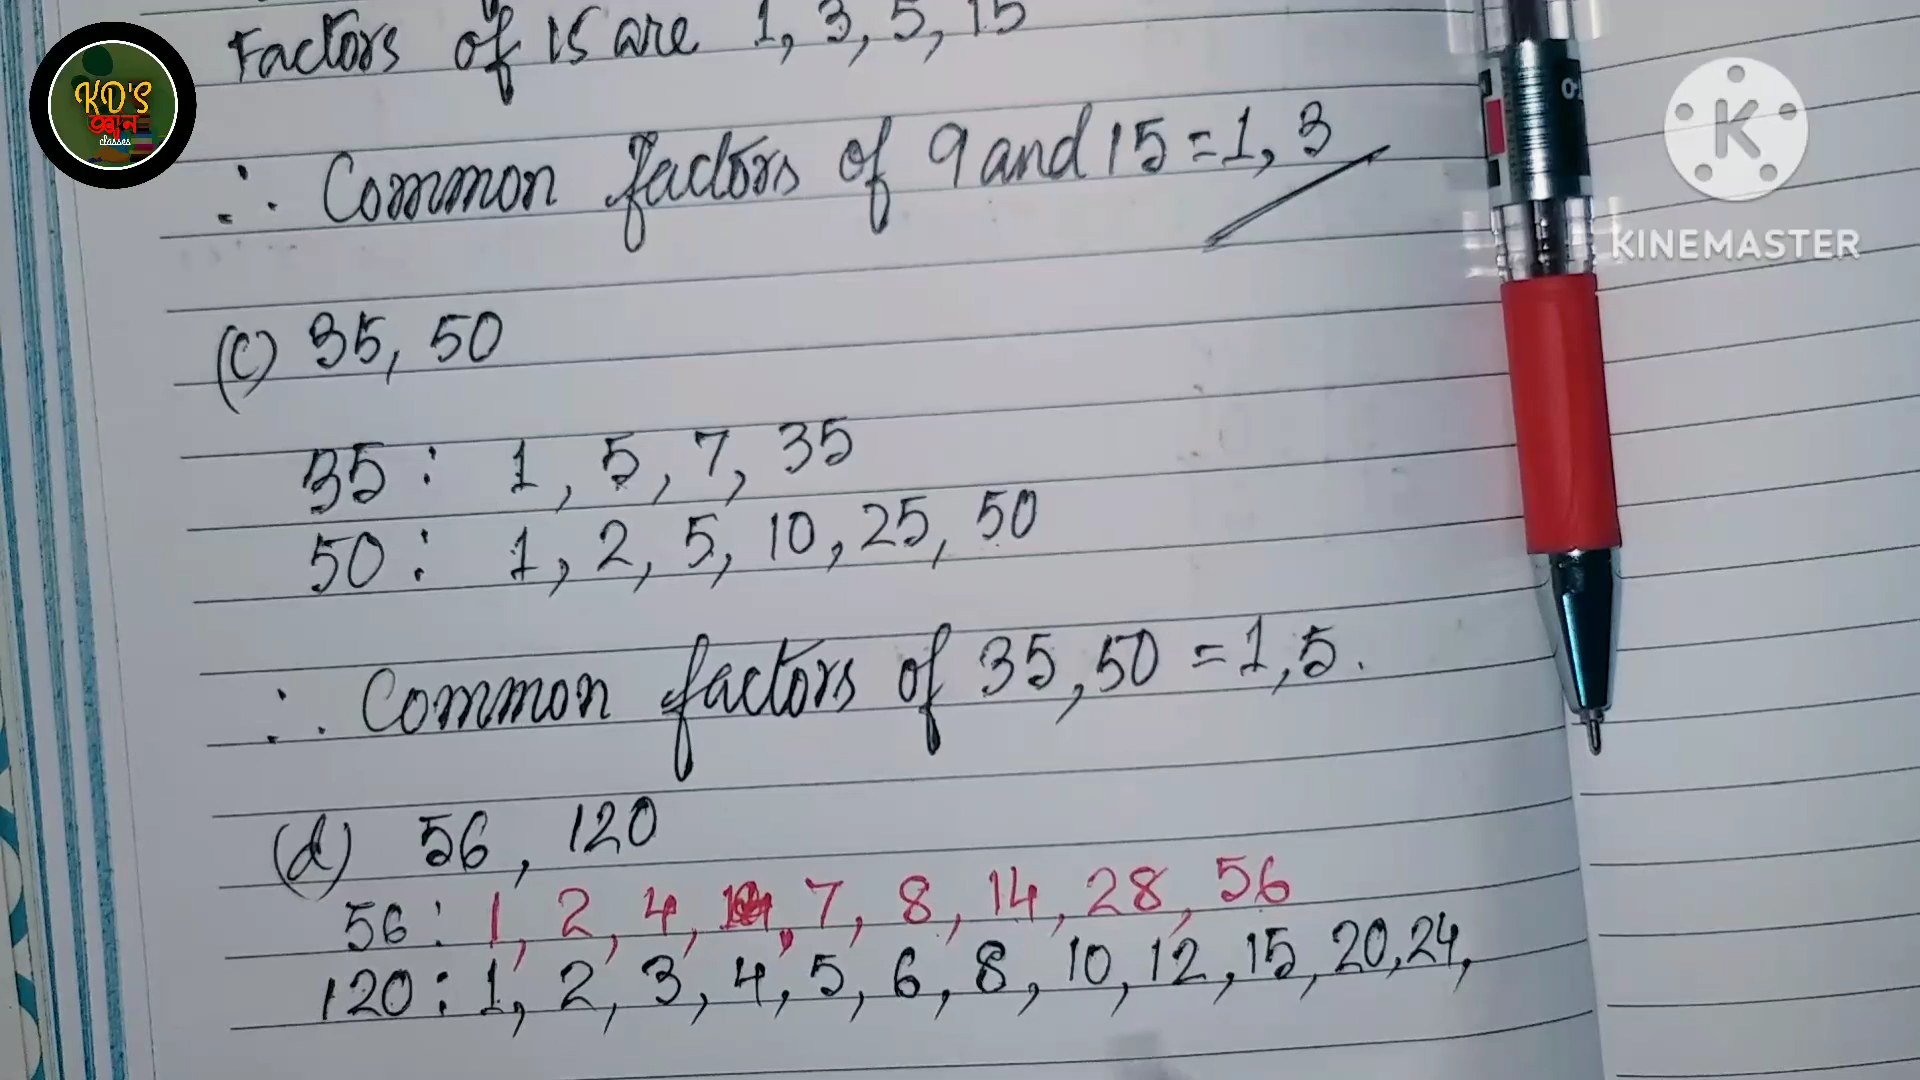 Factors of 15 are 1, 3, 5, 15
KD'S
জ্ঞান
classes
∴ Common factors of 9 and 15 = 1, 3
K
KINEMASTER
(c) 35, 50
35 : 1, 5, 7, 35
50 : 1, 2, 5, 10, 25, 50
∴ Common factors of 35, 50 = 1, 5.
(d) 56, 120
56 : 1, 2, 4, 7, 8, 14, 28, 56
120 : 1, 2, 3, 4, 5, 6, 8, 10, 12, 15, 20, 24,